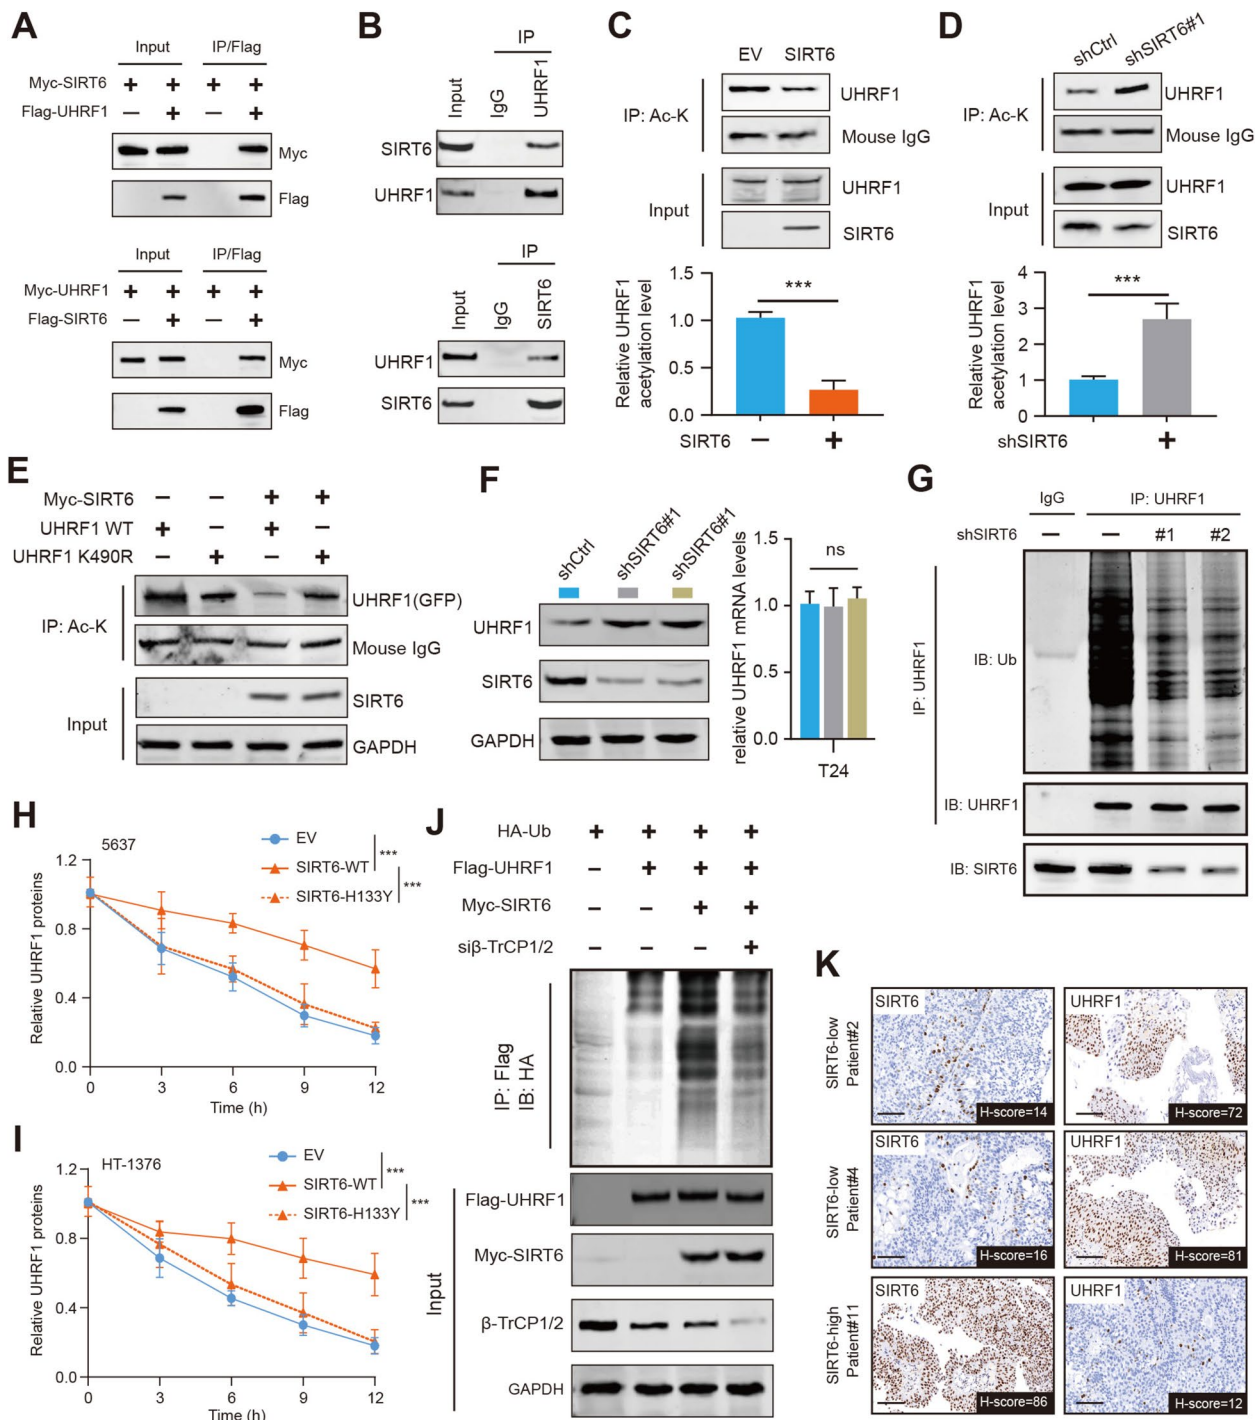 A
Input
IP/Flag
Myc-SIRT6 + + + +
Flag-UHRF1 — + — +
Myc
Flag
Input
IP/Flag
Myc-UHRF1 + + + +
Flag-SIRT6 — + — +
Myc
Flag
B
IP
Input
IgG
UHRF1
SIRT6
UHRF1
IP
Input
IgG
SIRT6
UHRF1
SIRT6
C
EV SIRT6
IP: Ac-K
UHRF1
Mouse IgG
Input
UHRF1
SIRT6
Relative UHRF1
acetylation level
1.5
1.0
0.5
0.0
***
SIRT6 — +
D
shCtrl
shSIRT6#1
IP: Ac-K
UHRF1
Mouse IgG
Input
UHRF1
SIRT6
Relative UHRF1
acetylation level
4
3
2
1
0
***
shSIRT6 — +
E
Myc-SIRT6 — — + +
UHRF1 WT + — + —
UHRF1 K490R — + — +
IP: Ac-K
UHRF1(GFP)
Mouse IgG
Input
SIRT6
GAPDH
F
shCtrl
shSIRT6#1
shSIRT6#1
UHRF1
SIRT6
GAPDH
relative UHRF1 mRNA levels
1.5
1.0
0.5
0.0
ns
T24
G
IgG
IP: UHRF1
shSIRT6 — #1 #2
IP: UHRF1
IB: Ub
IB: UHRF1
IB: SIRT6
H
5637
EV
SIRT6-WT
SIRT6-H133Y
***
***
Relative UHRF1 proteins
1.2
0.8
0.4
0.0
0 3 6 9 12
Time (h)
I
HT-1376
EV
SIRT6-WT
SIRT6-H133Y
***
***
Relative UHRF1 proteins
1.2
0.8
0.4
0.0
0 3 6 9 12
Time (h)
J
HA-Ub + + + +
Flag-UHRF1 – + + +
Myc-SIRT6 – – + +
siβ-TrCP1/2 – – – +
IP: Flag
IB: HA
Input
Flag-UHRF1
Myc-SIRT6
β-TrCP1/2
GAPDH
K
SIRT6-low
Patient#2
SIRT6
H-score=14
UHRF1
H-score=72
SIRT6-low
Patient#4
SIRT6
H-score=16
UHRF1
H-score=81
SIRT6-high
Patient#11
SIRT6
H-score=86
UHRF1
H-score=12